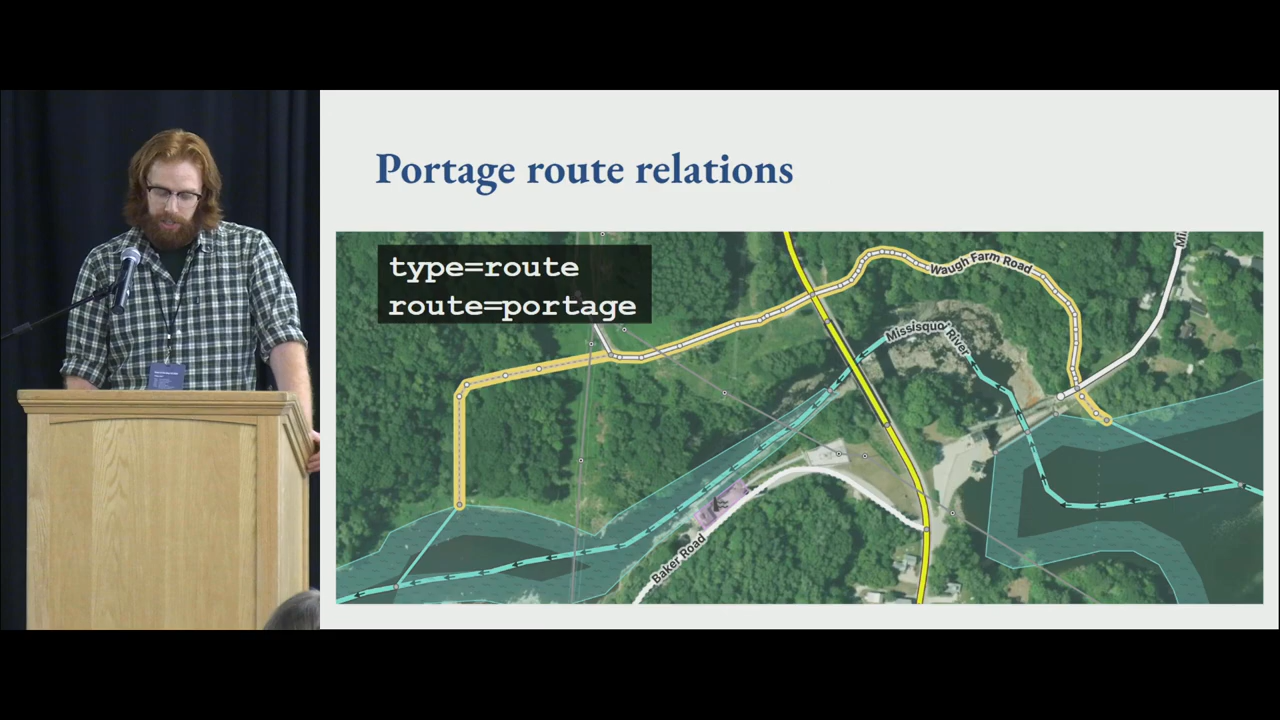 Portage route relations
type=route
route=portage
Waugh Farm Road
Missisquoi River
Baker Road